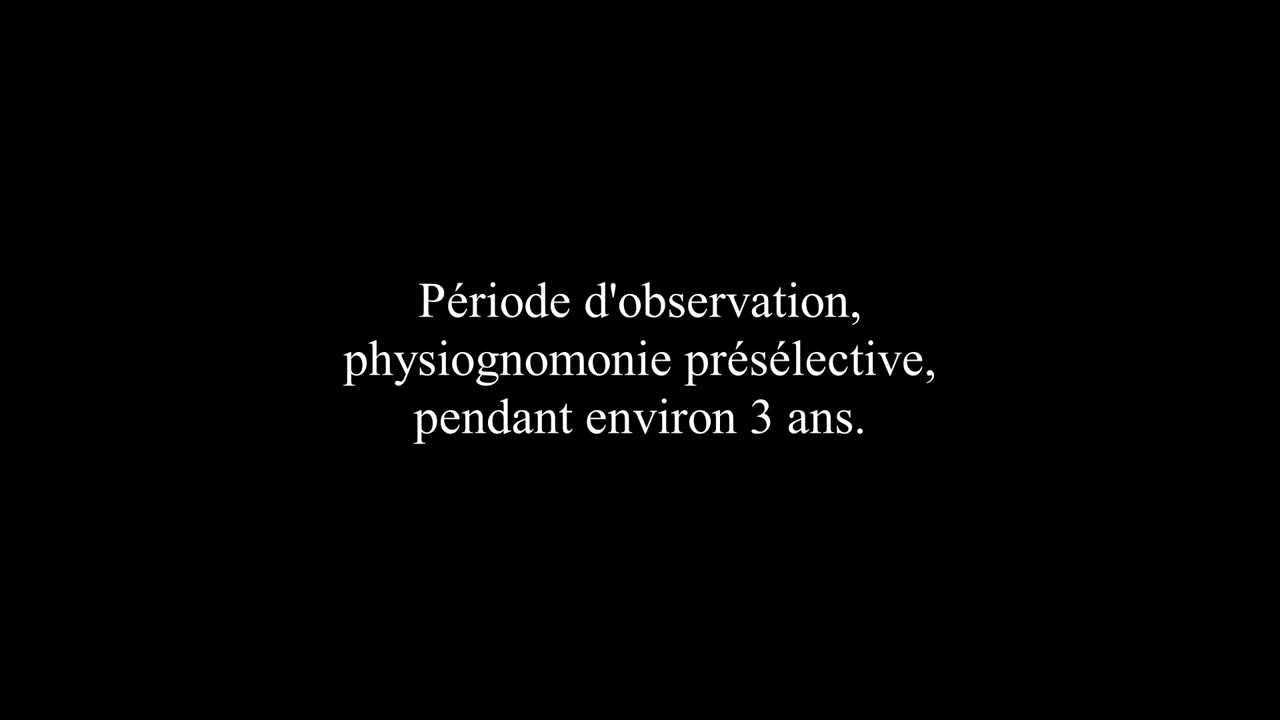 Période d'observation,
physiognomonie présélective,
pendant environ 3 ans.